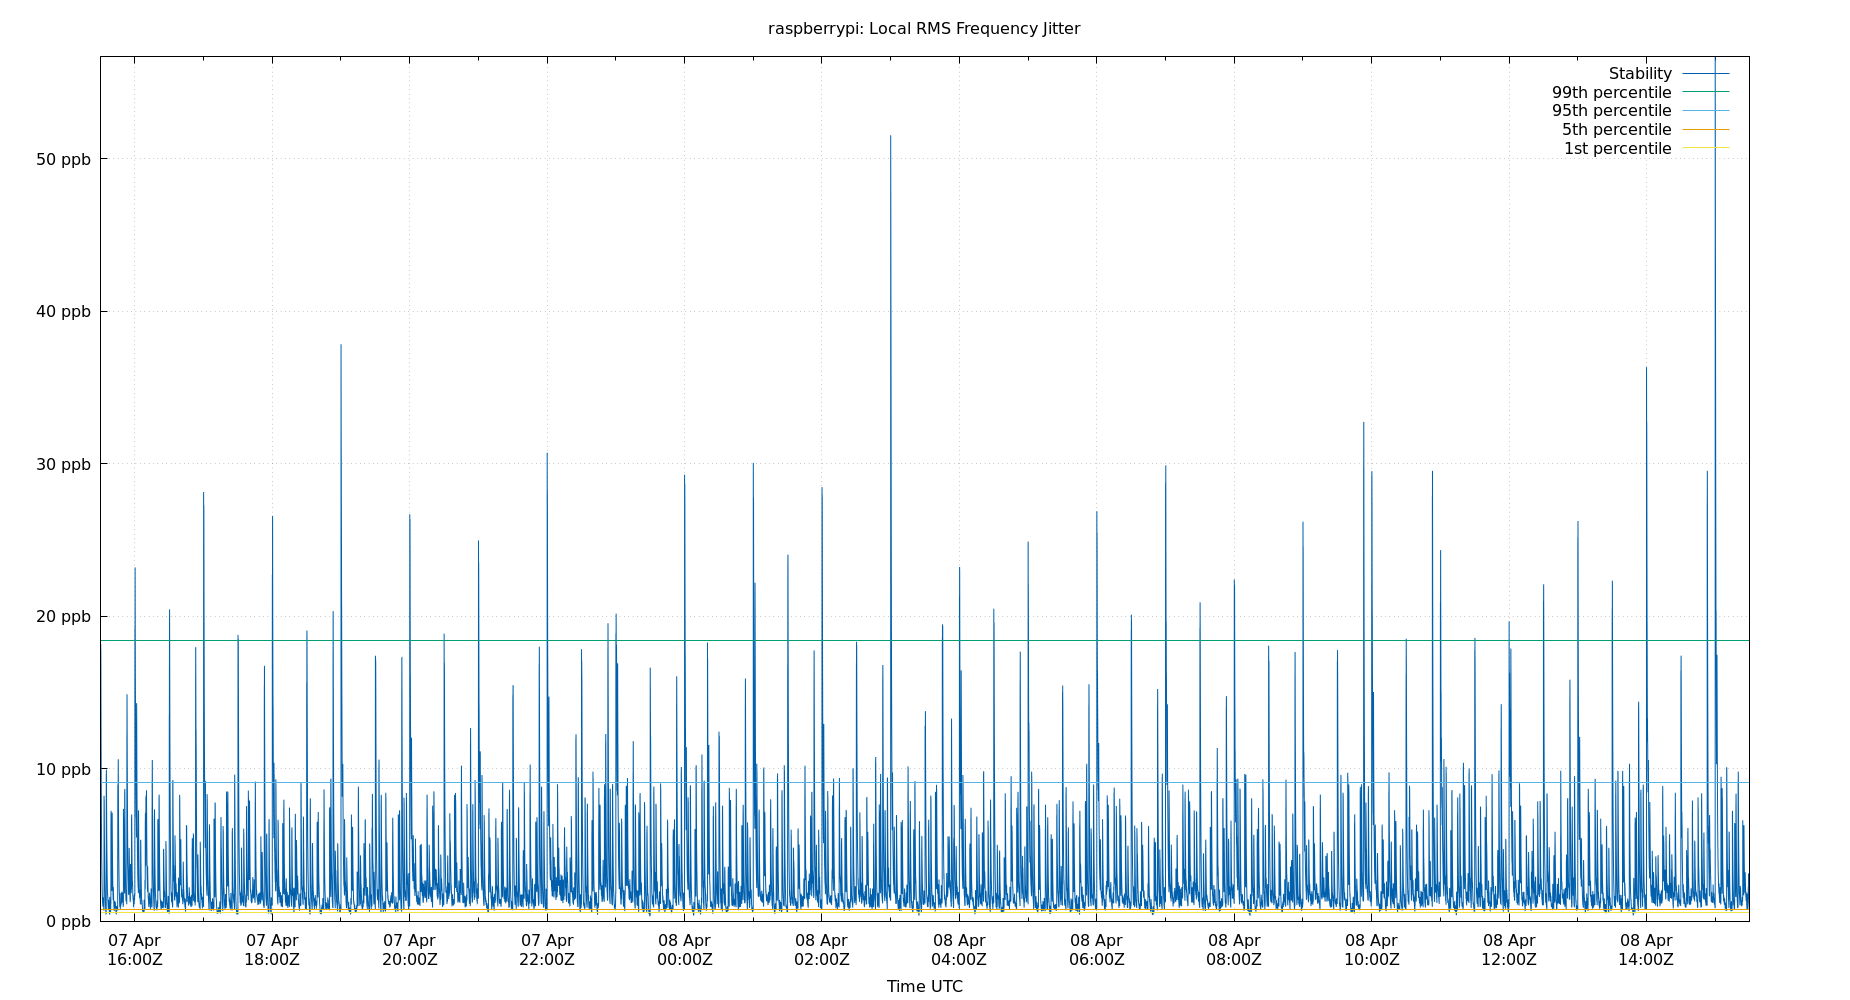 raspberrypi: Local RMS Frequency Jitter
Stability
99th percentile
95th percentile
5th percentile
1st percentile
50 ppb
40 ppb
30 ppb
20 ppb
10 ppb
0 ppb
07 Apr 07 Apr 07 Apr 07 Apr 08 Apr 08 Apr 08 Apr 08 Apr 08 Apr 08 Apr 08 Apr 08 Apr
16:00Z 18:00Z 20:00Z 22:00Z 00:00Z 02:00Z 04:00Z 06:00Z 08:00Z 10:00Z 12:00Z 14:00Z
Time UTC